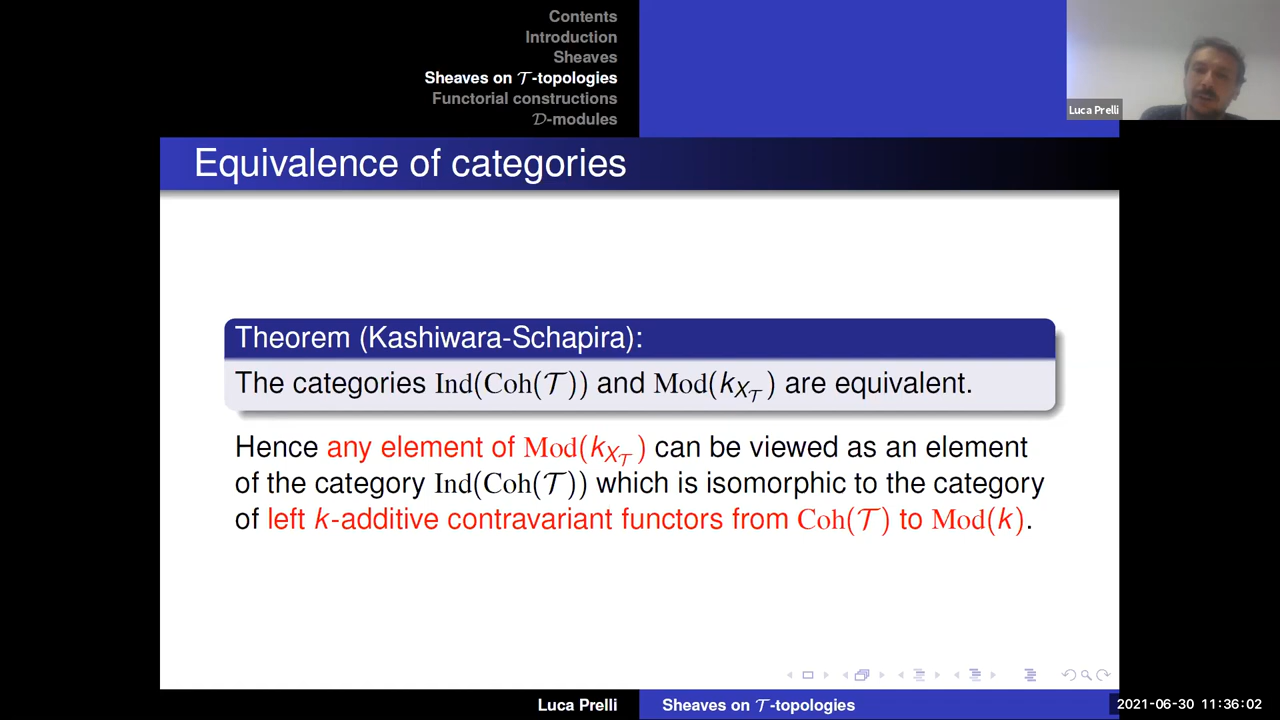 Contents
Introduction
Sheaves
Sheaves on 𝒯-topologies
Functorial constructions
𝒟-modules
Luca Prelli
Equivalence of categories
Theorem (Kashiwara-Schapira):
The categories Ind(Coh(𝒯)) and Mod(k_{X_𝒯}) are equivalent.
Hence any element of Mod(k_{X_𝒯}) can be viewed as an element
of the category Ind(Coh(𝒯)) which is isomorphic to the category
of left k-additive contravariant functors from Coh(𝒯) to Mod(k).
Luca Prelli
Sheaves on 𝒯-topologies
2021-06-30 11:36:02